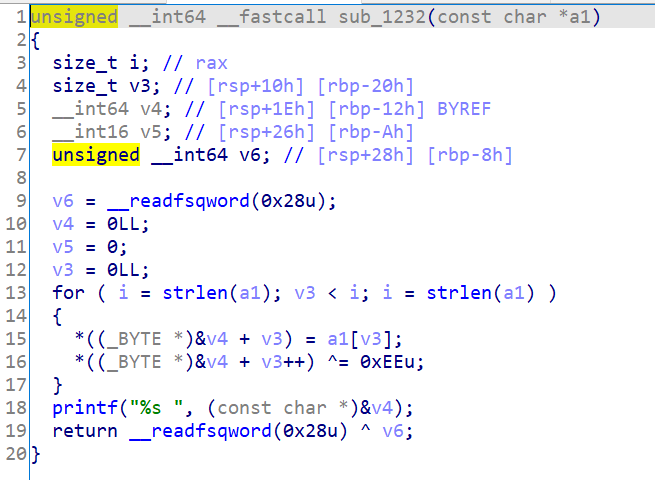 1 unsigned __int64 __fastcall sub_1232(const char *a1)
2 {
3   size_t i; // rax
4   size_t v3; // [rsp+10h] [rbp-20h]
5   __int64 v4; // [rsp+1Eh] [rbp-12h] BYREF
6   __int16 v5; // [rsp+26h] [rbp-Ah]
7   unsigned __int64 v6; // [rsp+28h] [rbp-8h]
8
9   v6 = __readfsqword(0x28u);
10   v4 = 0LL;
11   v5 = 0;
12   v3 = 0LL;
13   for ( i = strlen(a1); v3 < i; i = strlen(a1) )
14   {
15     *((_BYTE *)&v4 + v3) = a1[v3];
16     *((_BYTE *)&v4 + v3++) ^= 0xEEu;
17   }
18   printf("%s ", (const char *)&v4);
19   return __readfsqword(0x28u) ^ v6;
20 }